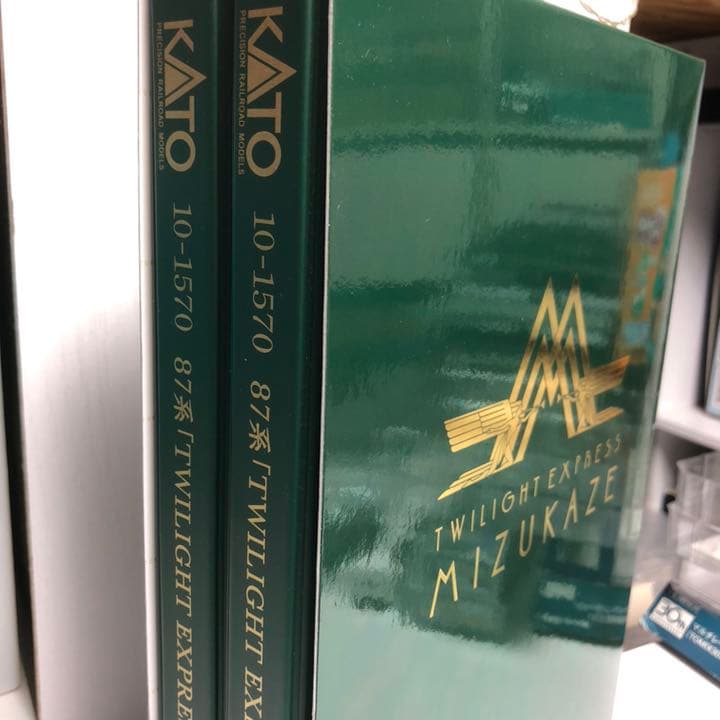 KATO
PRECISION RAILROAD MODELS
10-1570 87系「TWILIGHT EXPRE
KATO
PRECISION RAILROAD MODELS
10-1570 87系「TWILIGHT EX
TWILIGHT EXPRESS
MIZUKAZE